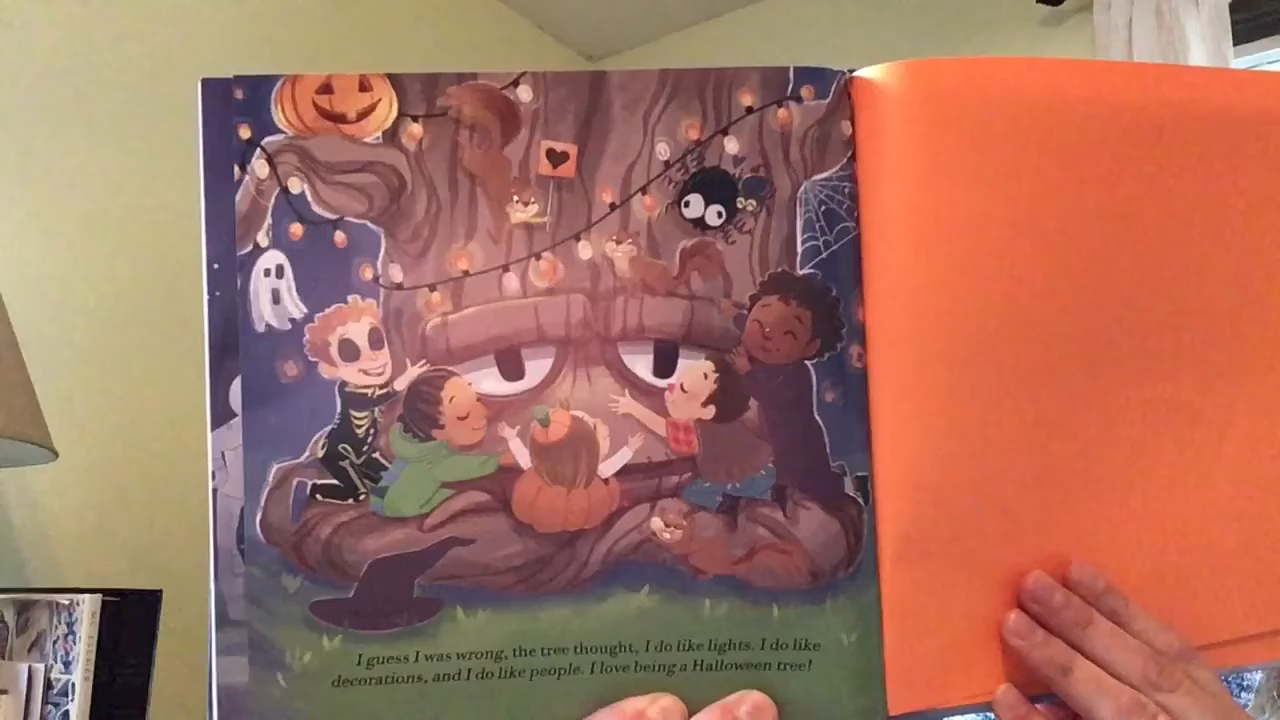 I guess I was wrong, the tree thought, I do like lights. I do like
decorations, and I do like people. I love being a Halloween tree!